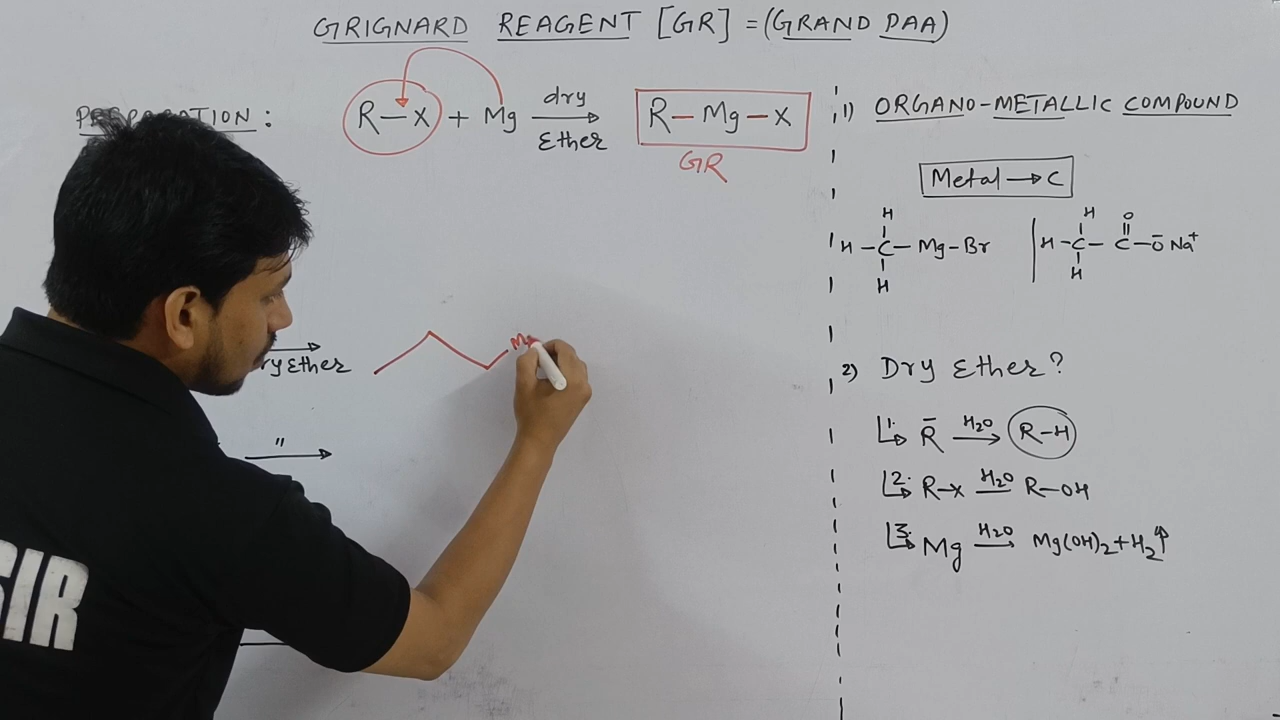 GRIGNARD REAGENT [GR] = (GRAND PAA)
R-X + Mg dry Ether → R-Mg-X
GR
1) ORGANO-METALLIC COMPOUND
Metal → C
H H O
H-C-Mg-Br | H-C-C-O⁻ Na⁺
H H
Ether
"
Mg
2) Dry Ether?
1. R⁻ H2O → R-H
2. R-X H2O R-OH
3. Mg H2O → Mg(OH)2+H2↑
SIR